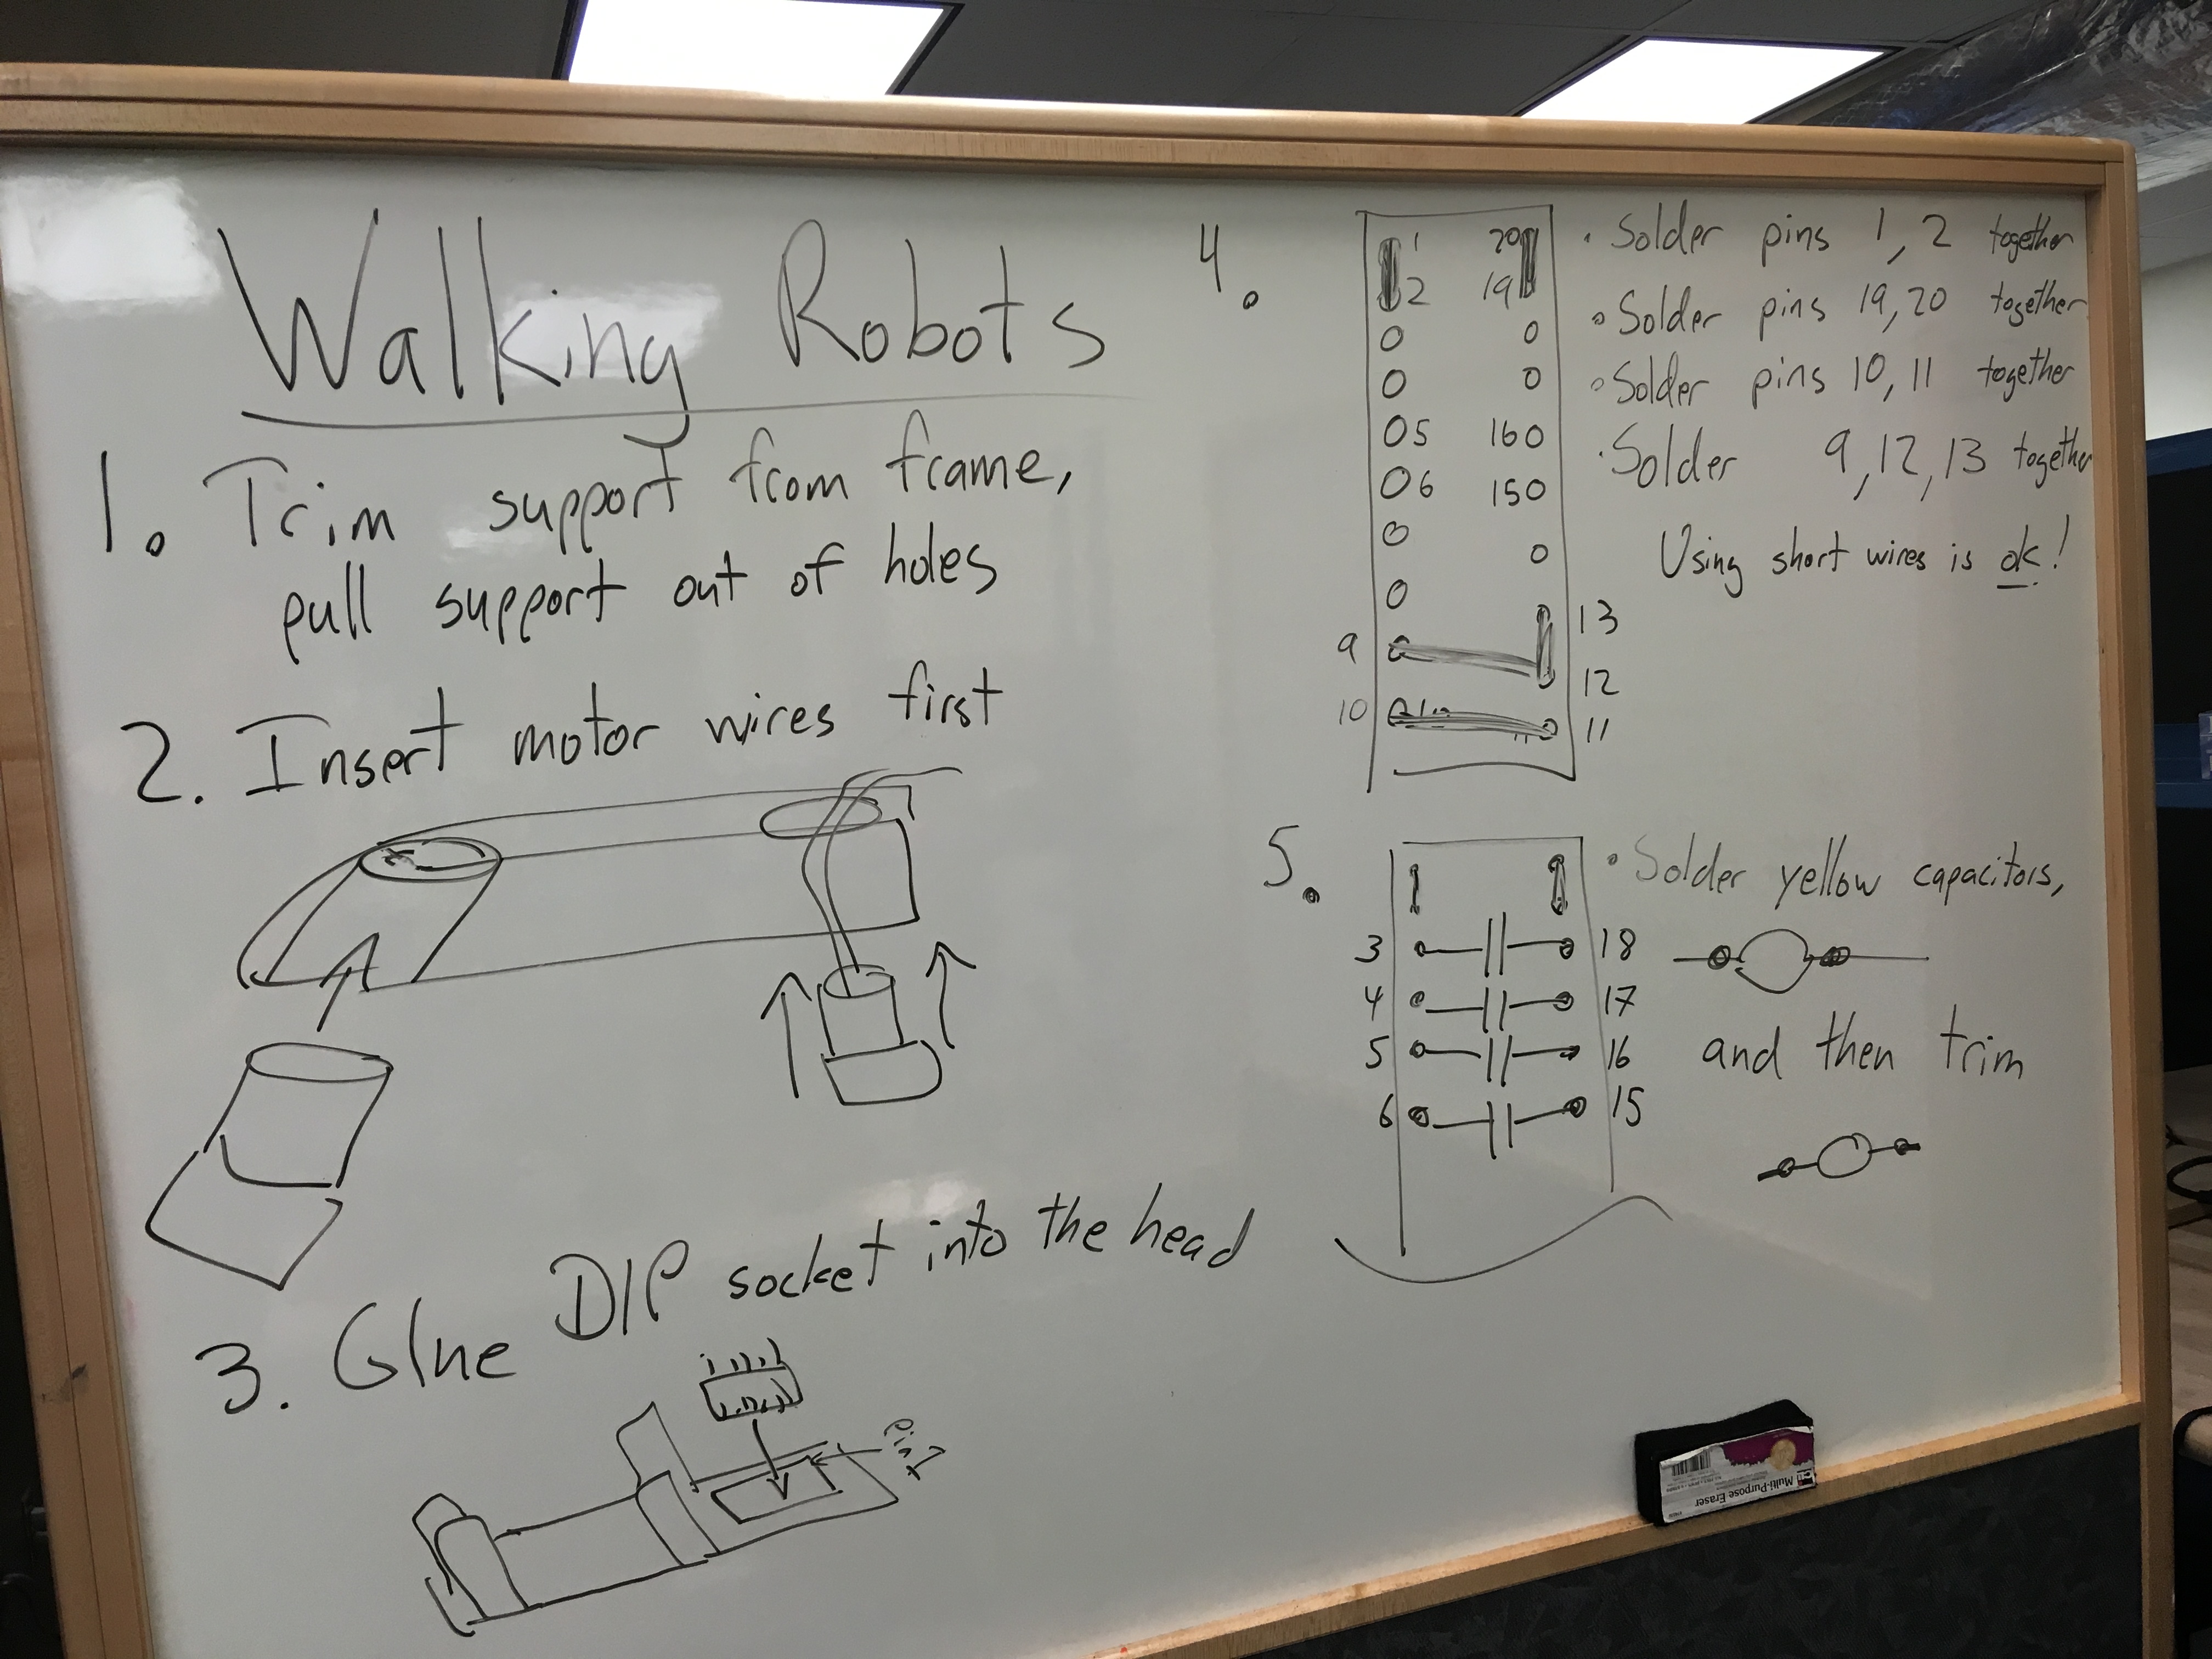 Walking Robots
1. Trim support from frame,
pull support out of holes
2. Insert motor wires first
3. Glue DIP socket into the head
Pin 1
4.
1 20
2 19
O O
O O
O5 16O
O6 15O
O O
O
13
9
12
10
11
• Solder pins 1, 2 together
• Solder pins 19, 20 together
• Solder pins 10, 11 together
• Solder 9, 12, 13 together
Using short wires is ok!
5.
3 18
4 17
5 16
6 15
• Solder yellow capacitors,
and then trim
Multi-Purpose Eraser